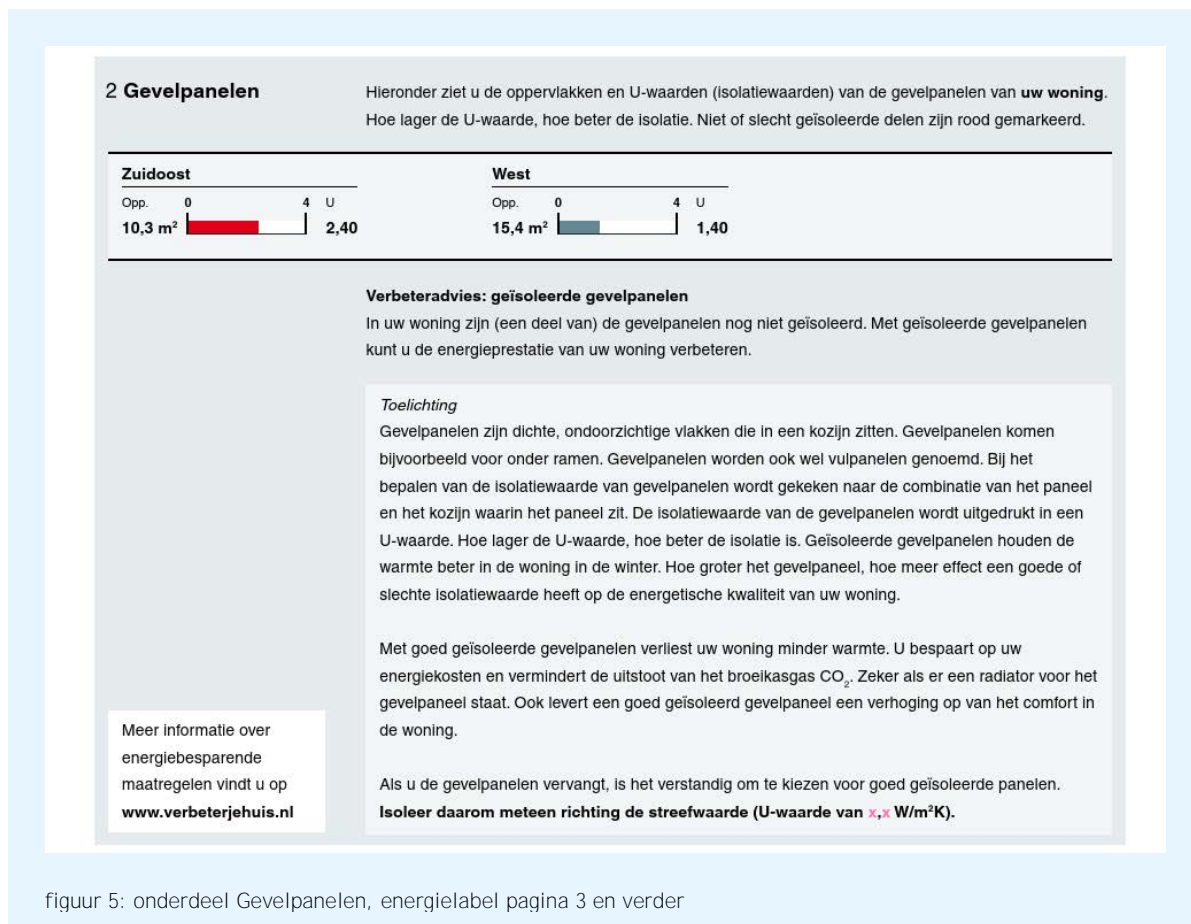 2 Gevelpanelen
Hieronder ziet u de oppervlakken en U-waarden (isolatiewaarden) van de gevelpanelen van uw woning.
Hoe lager de U-waarde, hoe beter de isolatie. Niet of slecht geïsoleerde delen zijn rood gemarkeerd.
Zuidoost
Opp. 0 4 U
10,3 m² 2,40
West
Opp. 0 4 U
15,4 m² 1,40
Verbeteradvies: geïsoleerde gevelpanelen
In uw woning zijn (een deel van) de gevelpanelen nog niet geïsoleerd. Met geïsoleerde gevelpanelen
kunt u de energieprestatie van uw woning verbeteren.
Toelichting
Gevelpanelen zijn dichte, ondoorzichtige vlakken die in een kozijn zitten. Gevelpanelen komen
bijvoorbeeld voor onder ramen. Gevelpanelen worden ook wel vulpanelen genoemd. Bij het
bepalen van de isolatiewaarde van gevelpanelen wordt gekeken naar de combinatie van het paneel
en het kozijn waarin het paneel zit. De isolatiewaarde van de gevelpanelen wordt uitgedrukt in een
U-waarde. Hoe lager de U-waarde, hoe beter de isolatie is. Geïsoleerde gevelpanelen houden de
warmte beter in de woning in de winter. Hoe groter het gevelpaneel, hoe meer effect een goede of
slechte isolatiewaarde heeft op de energetische kwaliteit van uw woning.
Met goed geïsoleerde gevelpanelen verliest uw woning minder warmte. U bespaart op uw
energiekosten en vermindert de uitstoot van het broeikasgas CO₂. Zeker als er een radiator voor het
gevelpaneel staat. Ook levert een goed geïsoleerd gevelpaneel een verhoging op van het comfort in
de woning.
Als u de gevelpanelen vervangt, is het verstandig om te kiezen voor goed geïsoleerde panelen.
Isoleer daarom meteen richting de streefwaarde (U-waarde van x,x W/m²K).
Meer informatie over
energiebesparende
maatregelen vindt u op
www.verbeterjehuis.nl
figuur 5: onderdeel Gevelpanelen, energielabel pagina 3 en verder